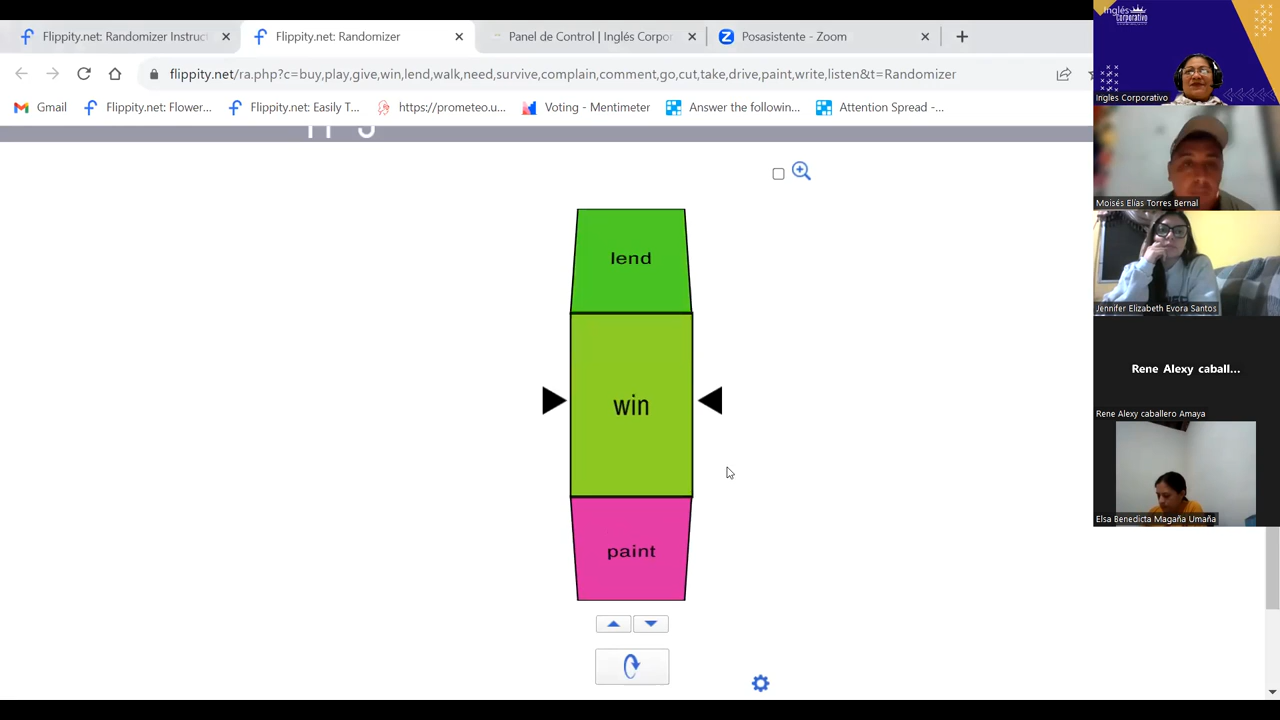 Flippity.net: Randomizer Instruc
Flippity.net: Randomizer
Panel de Control | Inglés Corpor
Posasistente - Zoom
flippity.net/ra.php?c=buy,play,give,win,lend,walk,need,survive,complain,comment,go,cut,take,drive,paint,write,listen&t=Randomizer
Gmail
Flippity.net: Flower...
Flippity.net: Easily T...
https://prometeo.u...
Voting - Mentimeter
Answer the followin...
Attention Spread -...
lend
win
paint
Inglés
Corporativo
Ingles Corporativo
Moisés Elías Torres Bernal
Jennifer Elizabeth Evora Santos
Rene Alexy caball...
Rene Alexy caballero Amaya
Elsa Benedicta Magaña Umaña